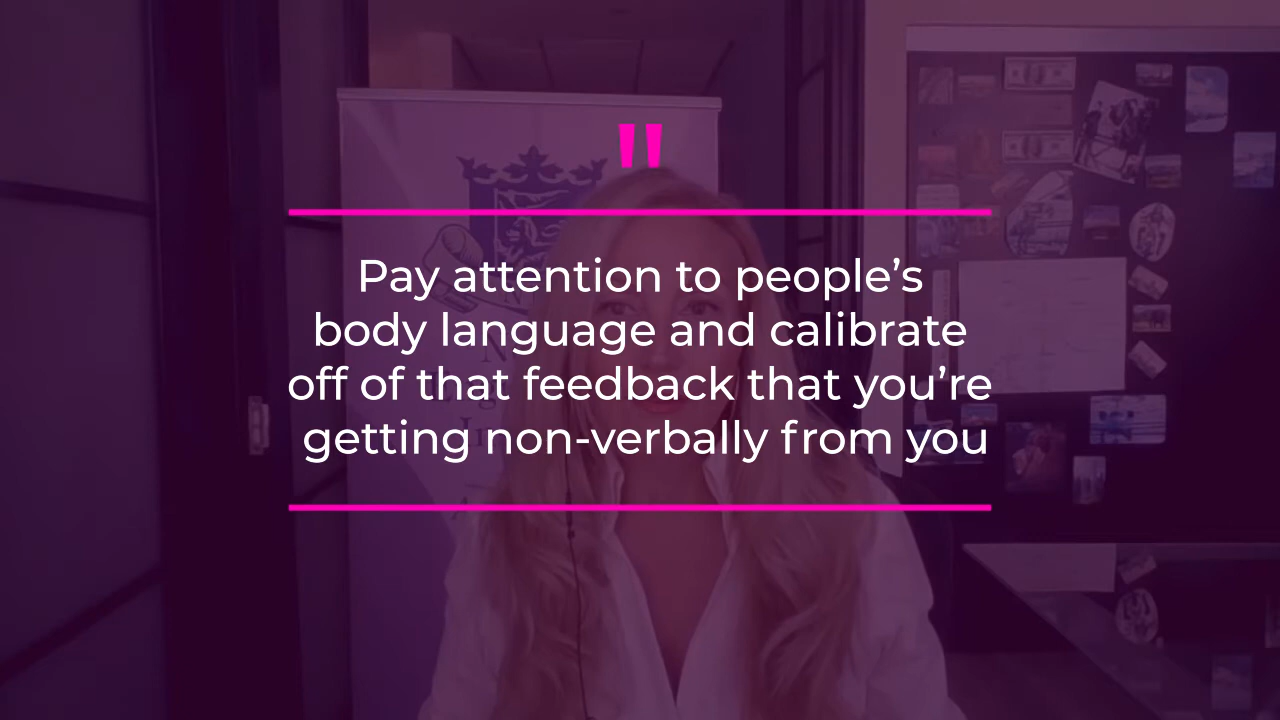 "
Pay attention to people’s
body language and calibrate
off of that feedback that you’re
getting non-verbally from you